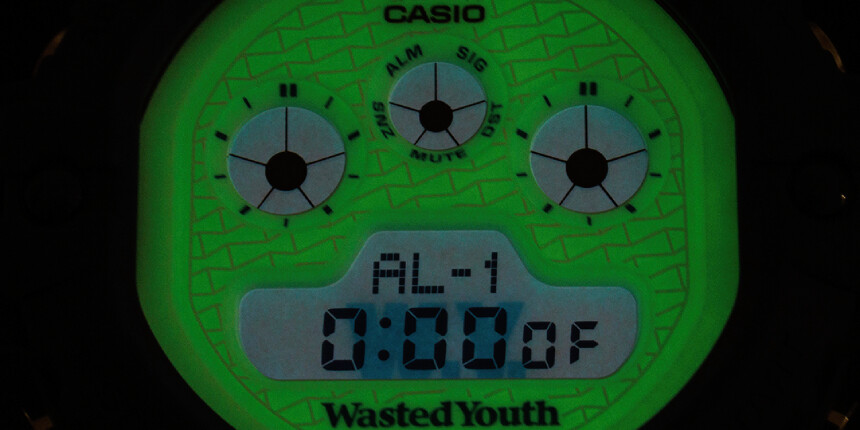 CASIO
ALM SIG
SNZ DST
MUTE
AL-1
0:00 OF
Wasted Youth